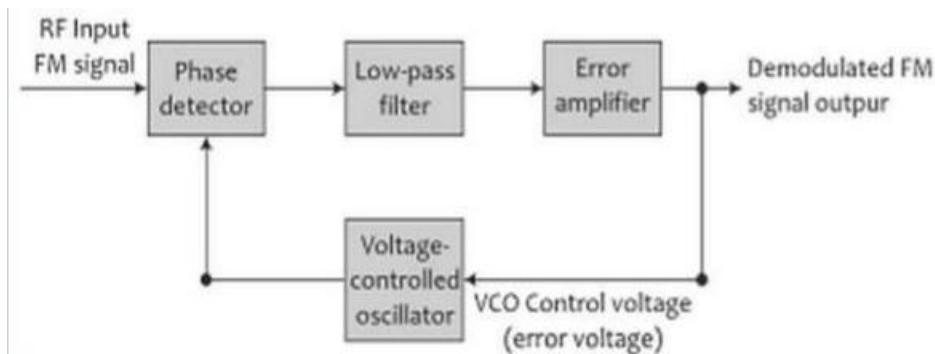 RF Input
FM signal
Phase
detector
Low-pass
filter
Error
amplifier
Demodulated FM
signal outpur
Voltage-
controlled
oscillator
VCO Control voltage
(error voltage)